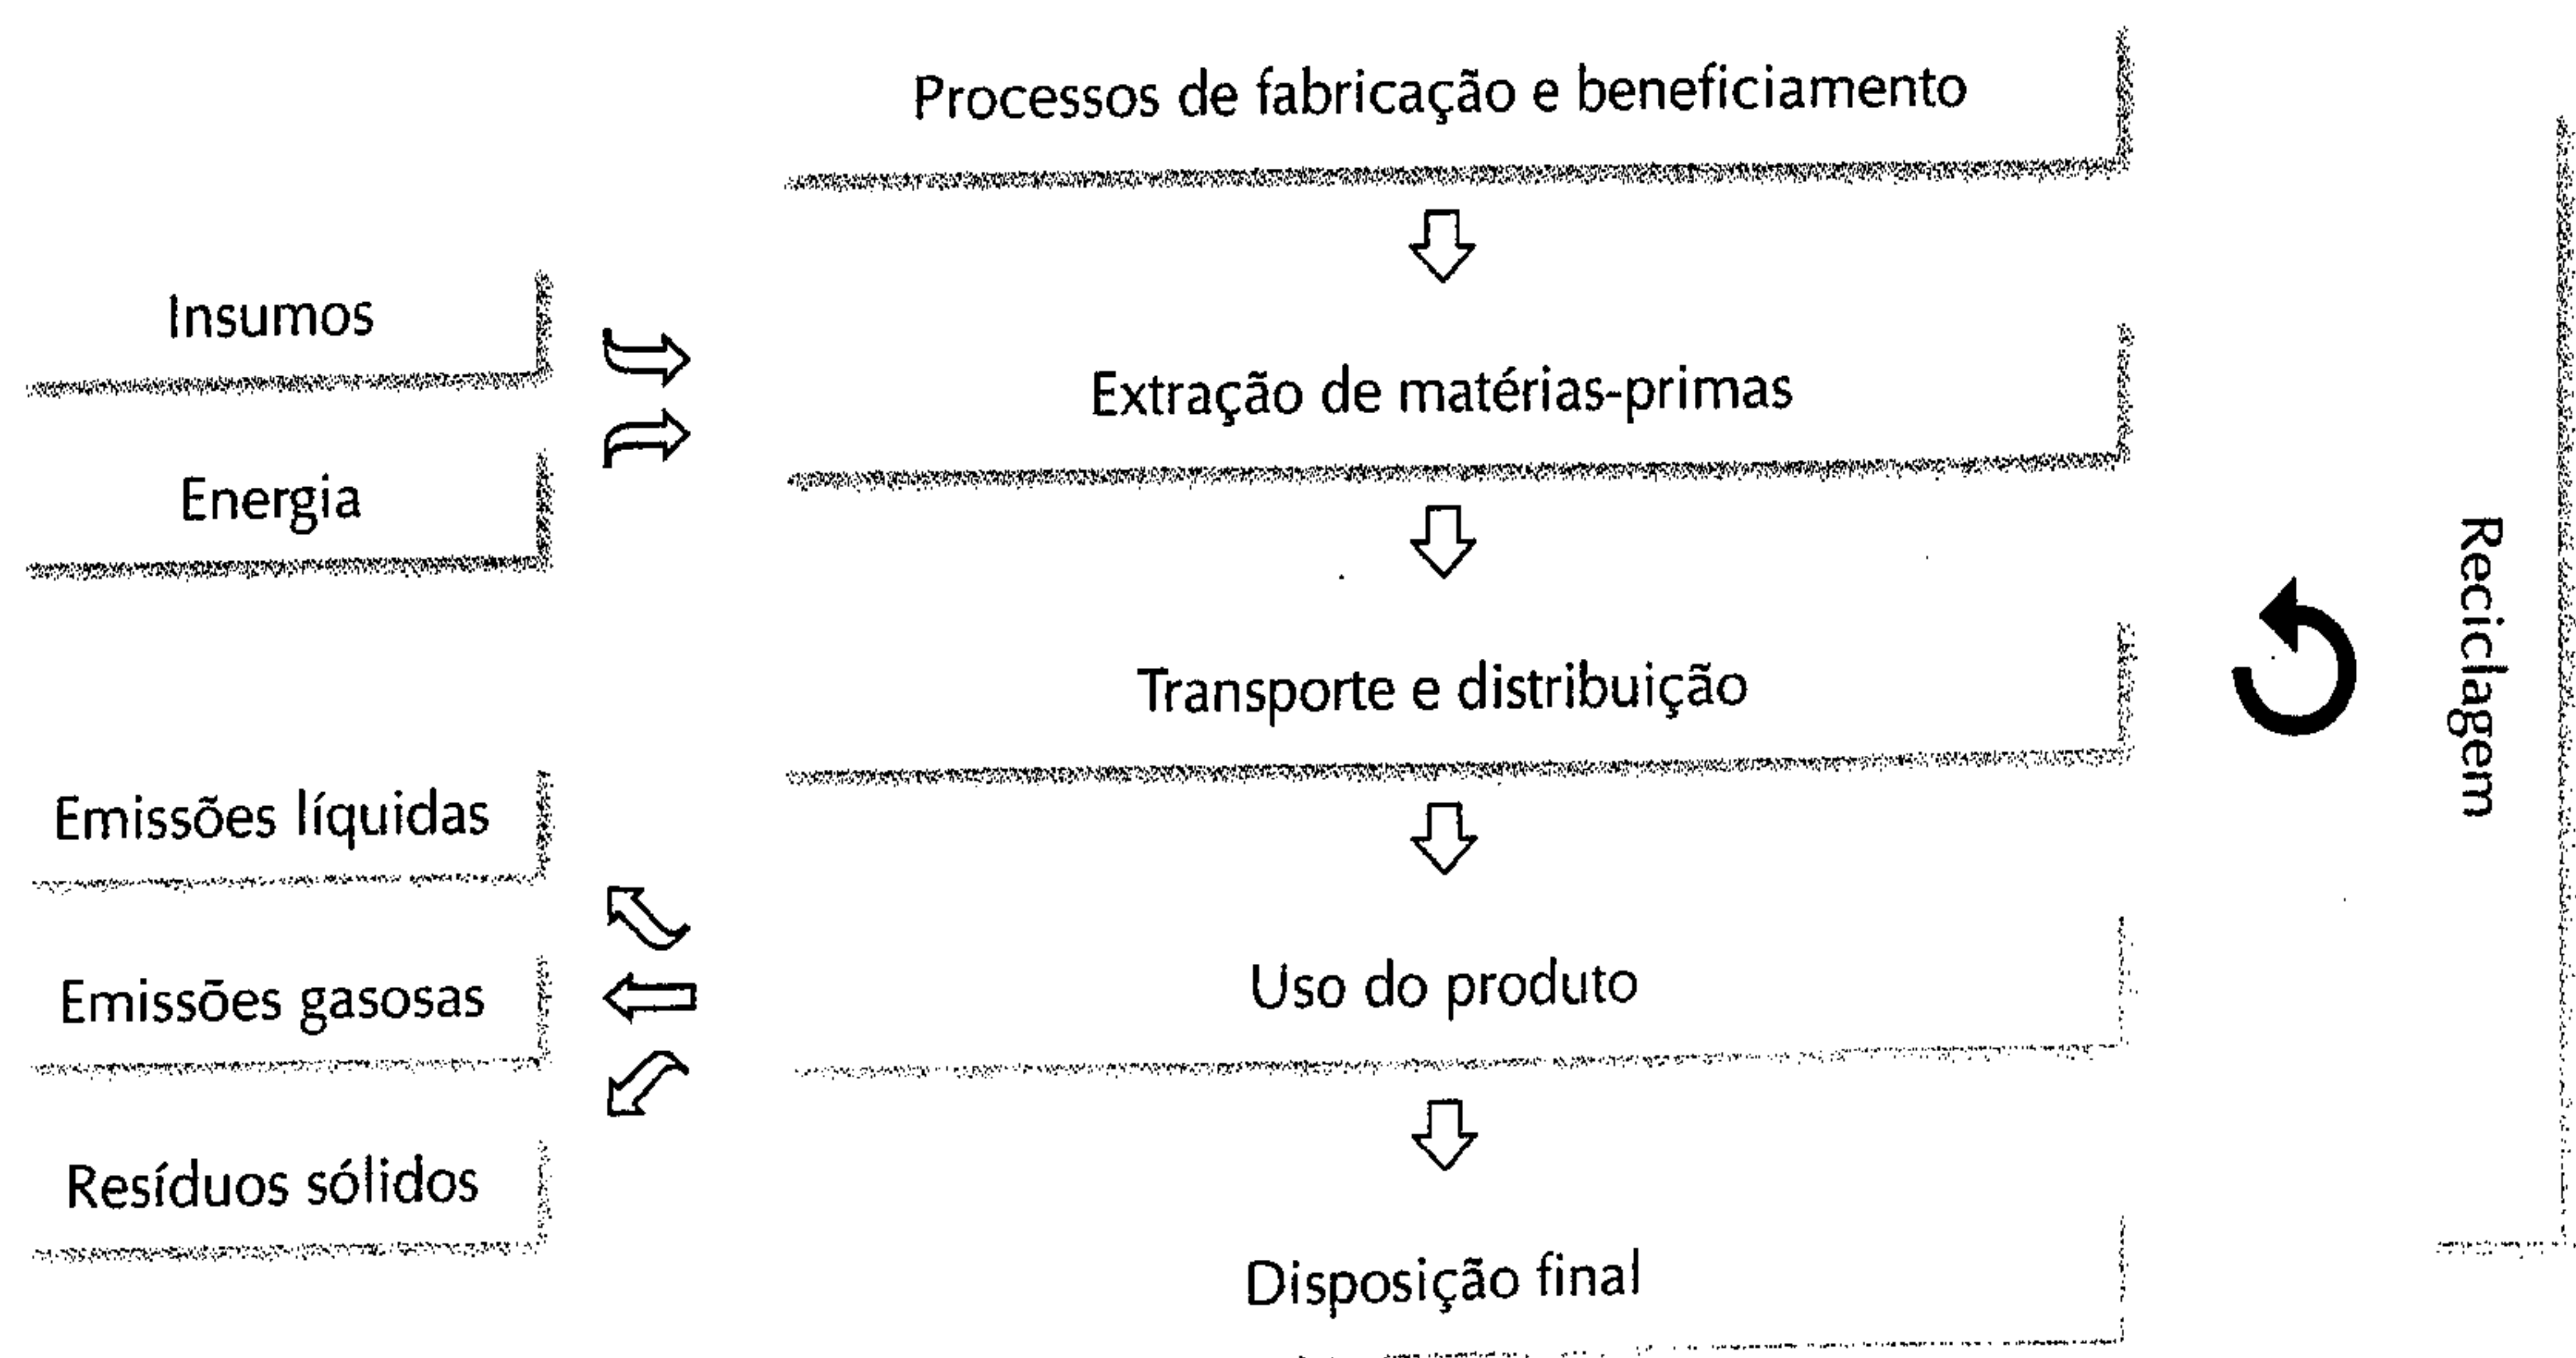 Processos de fabricação e beneficiamento
Insumos
Extração de matérias-primas
Energia
Transporte e distribuição
Reciclagem
Emissões líquidas
Uso do produto
Emissões gasosas
Resíduos sólidos
Disposição final